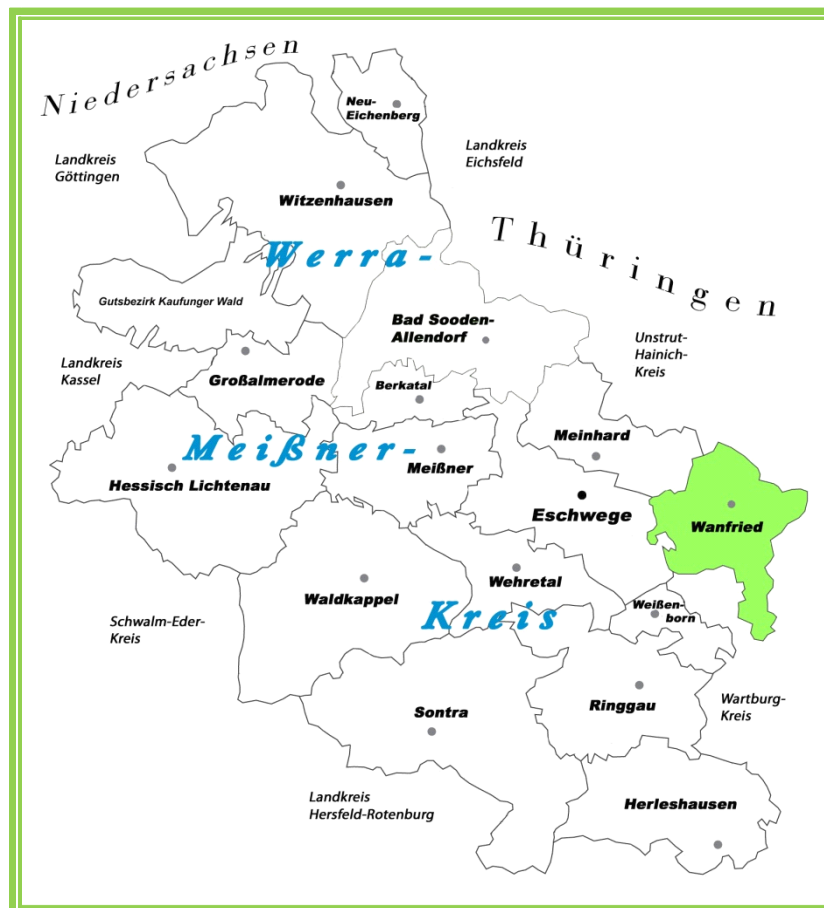 Niedersachsen
Neu-
Eichenberg
Landkreis
Eichsfeld
Landkreis
Göttingen
Witzenhausen
Thüringen
Werra-
Gutsbezirk Kaufunger Wald
Bad Sooden-
Allendorf
Unstrut-
Hainich-
Kreis
Landkreis
Kassel
Großalmerode
Berkatal
Meinhard
Meißner-
Meißner
Hessisch Lichtenau
Eschwege
Wanfried
Wehretal
Waldkappel
Weißen-
born
Kreis
Schwalm-Eder-
Kreis
Ringgau
Wartburg-
Kreis
Sontra
Landkreis
Hersfeld-Rotenburg
Herleshausen